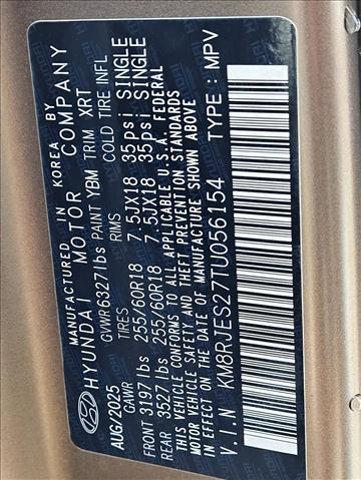 MANUFACTURED IN KOREA BY
HYUNDAI MOTOR COMPANY
AUG/2025 GVWR 6327 lbs PAINT YBM TRIM XRT
GAWR TIRES RIMS COLD TIRE INFL
FRONT 3197 lbs 255/60R18 7.5JX18 35psi SINGLE
REAR 3527 lbs 255/60R18 7.5JX18 35psi SINGLE
THIS VEHICLE CONFORMS TO ALL APPLICABLE U.S.A. FEDERAL
MOTOR VEHICLE SAFETY AND THEFT PREVENTION STANDARDS
IN EFFECT ON THE DATE OF MANUFACTURE SHOWN ABOVE
V.I.N KM8RJES27TU056154 TYPE : MPV